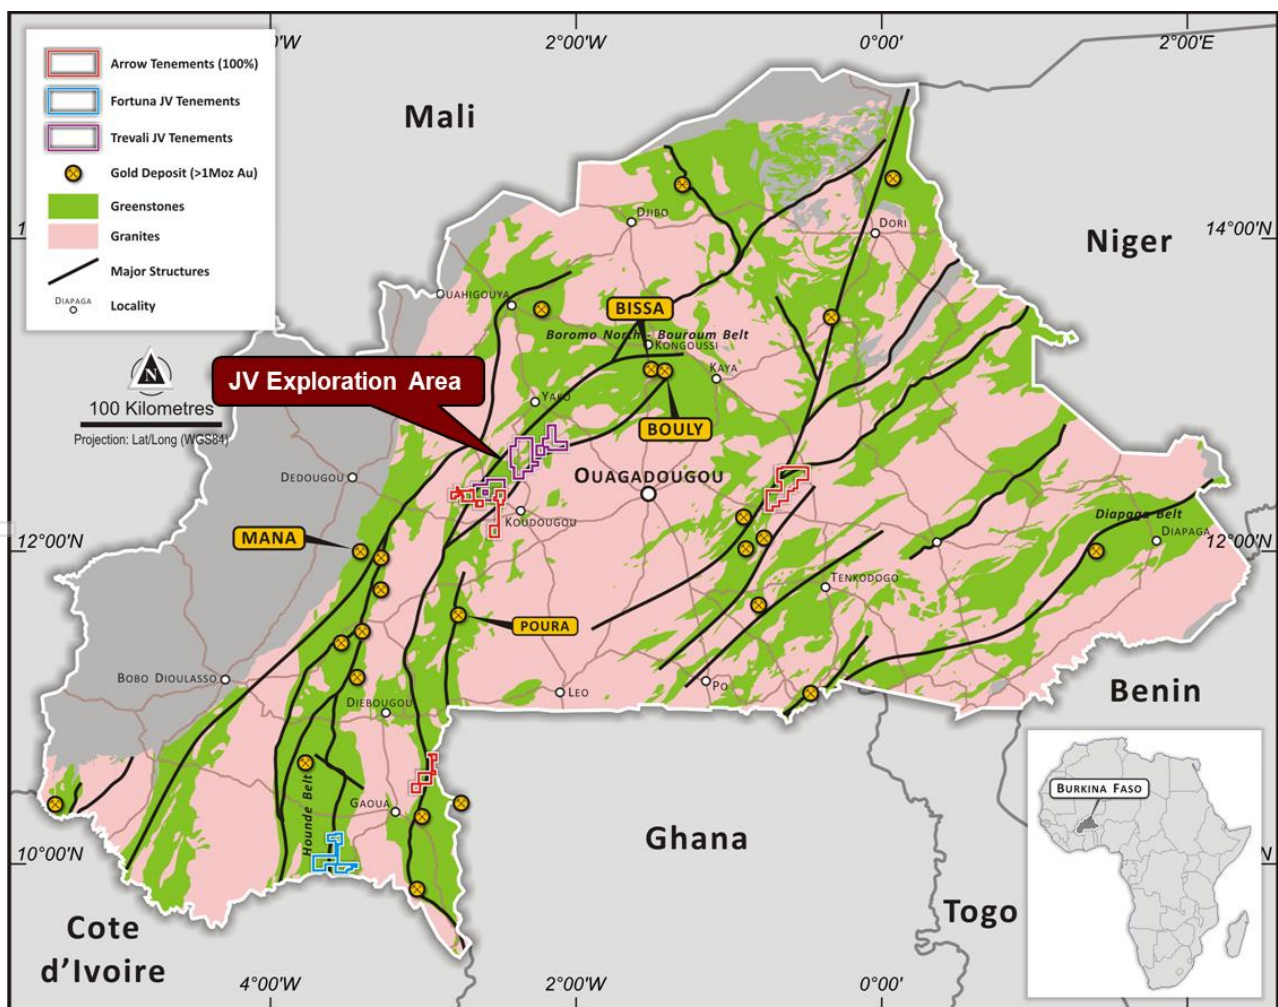 Arrow Tenements (100%)
Fortuna JV Tenements
Trevali JV Tenements
Gold Deposit (>1Moz Au)
Greenstones
Granites
Major Structures
DIAPAGA
Locality
N
100 Kilometres
Projection: Lat/Long (WGS84)
°W
2°00'W
0°00'
2°00'E
Mali
Niger
14°00'N
1
DJIBO
DORI
OUAHIGOUYA
BISSA
Boromo North - Bouroum Belt
KONGOUSSI
KAYA
JV Exploration Area
YAKO
BOULY
DEDOUGOU
OUAGADOUGOU
KOUDOUGOU
MANA
12°00'N
Diapaga Belt
DIAPAGA
12°00'N
TENKODOGO
POURA
BOBO DIOULASSO
DIEBOUGOU
LEO
PO
Benin
Hounde Belt
GAOUA
BURKINA FASO
Ghana
10°00'N
N
Togo
Cote
d'Ivoire
4°00'W
2°00'W
0°00'